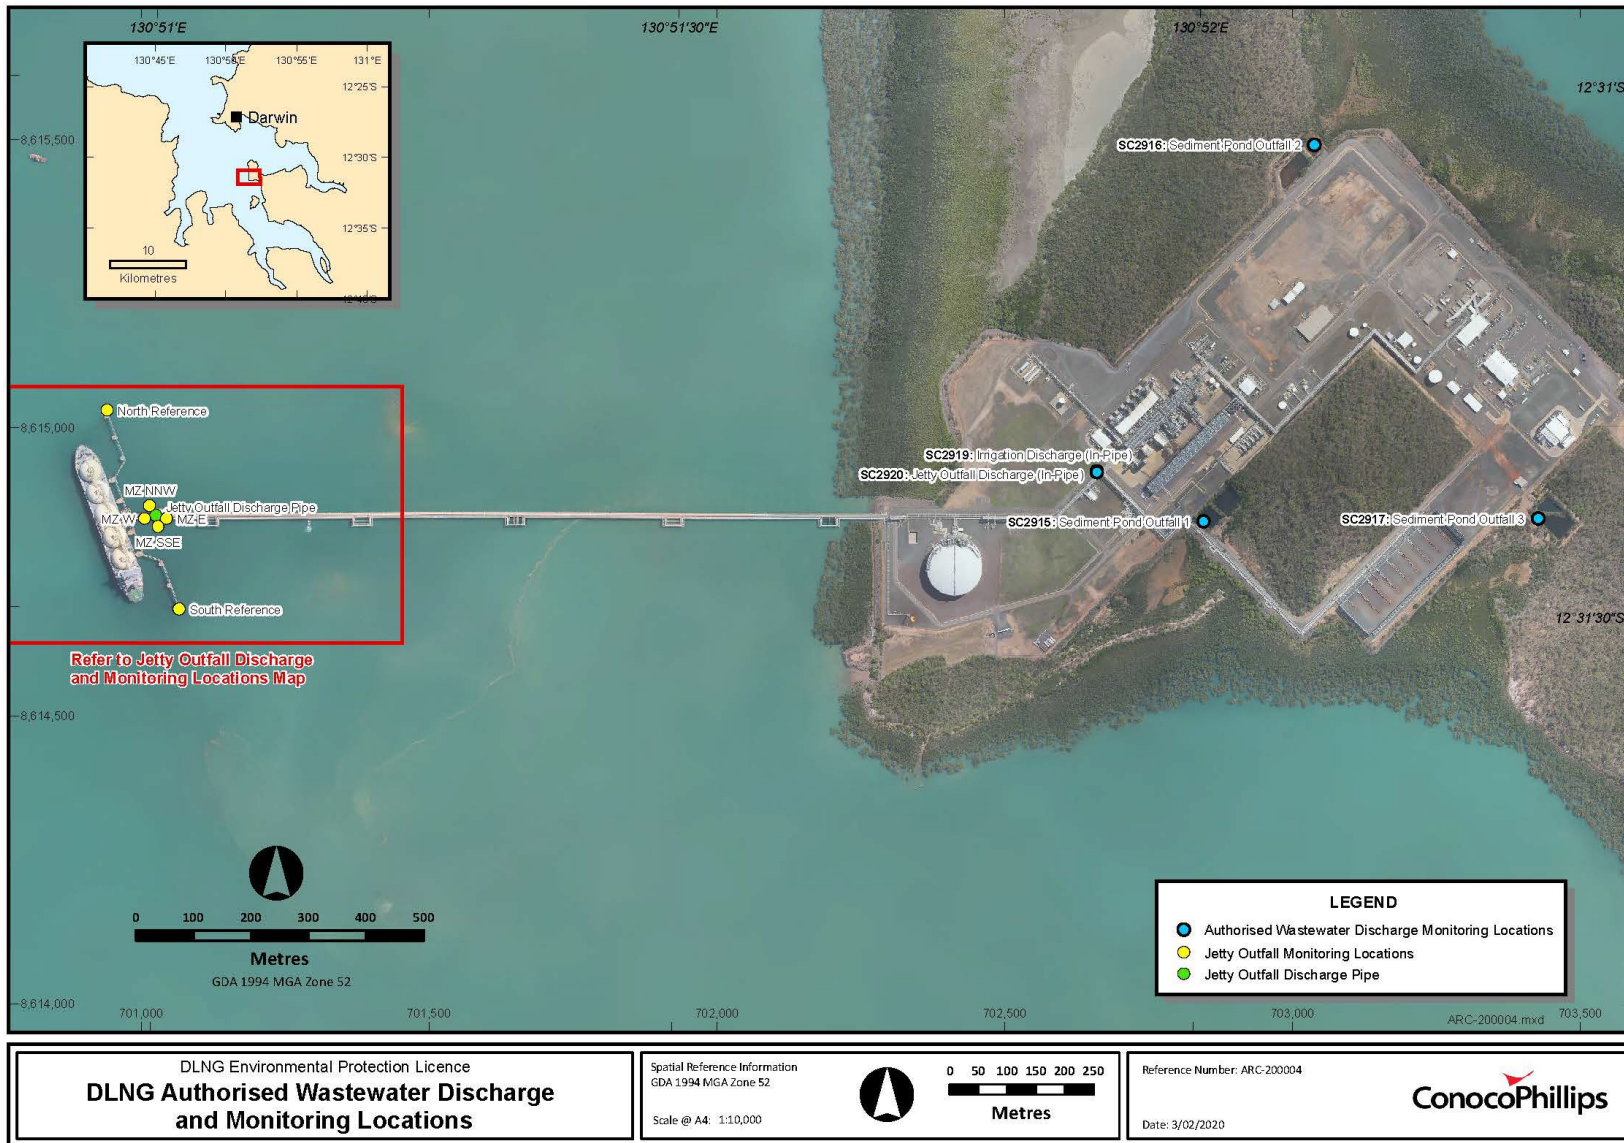 130°51'E
130°51'30"E
130°52'E
130°45'E
130°50'E
130°55'E
131°E
12°25'S
Darwin
12°30'S
12°35'S
12°40'S
10
Kilometres
12°31'S
8,615,500
SC2916: Sediment Pond Outfall 2
North Reference
8,615,000
MZ-NNW
Jetty Outfall Discharge Pipe
MZ-W
MZ-E
MZ-SSE
South Reference
Refer to Jetty Outfall Discharge
and Monitoring Locations Map
SC2919: Irrigation Discharge (In-Pipe)
SC2920: Jetty Outfall Discharge (In-Pipe)
SC2915: Sediment Pond Outfall 1
SC2917: Sediment Pond Outfall 3
12°31'30"S
8,614,500
0 100 200 300 400 500
Metres
GDA 1994 MGA Zone 52
LEGEND
Authorised Wastewater Discharge Monitoring Locations
Jetty Outfall Monitoring Locations
Jetty Outfall Discharge Pipe
8,614,000
701,000
701,500
702,000
702,500
703,000
703,500
ARC-200004.mxd
DLNG Environmental Protection Licence
DLNG Authorised Wastewater Discharge
and Monitoring Locations
Spatial Reference Information
GDA 1994 MGA Zone 52
Scale @ A4: 1:10,000
0 50 100 150 200 250
Metres
Reference Number: ARC-200004
Date: 3/02/2020
ConocoPhillips